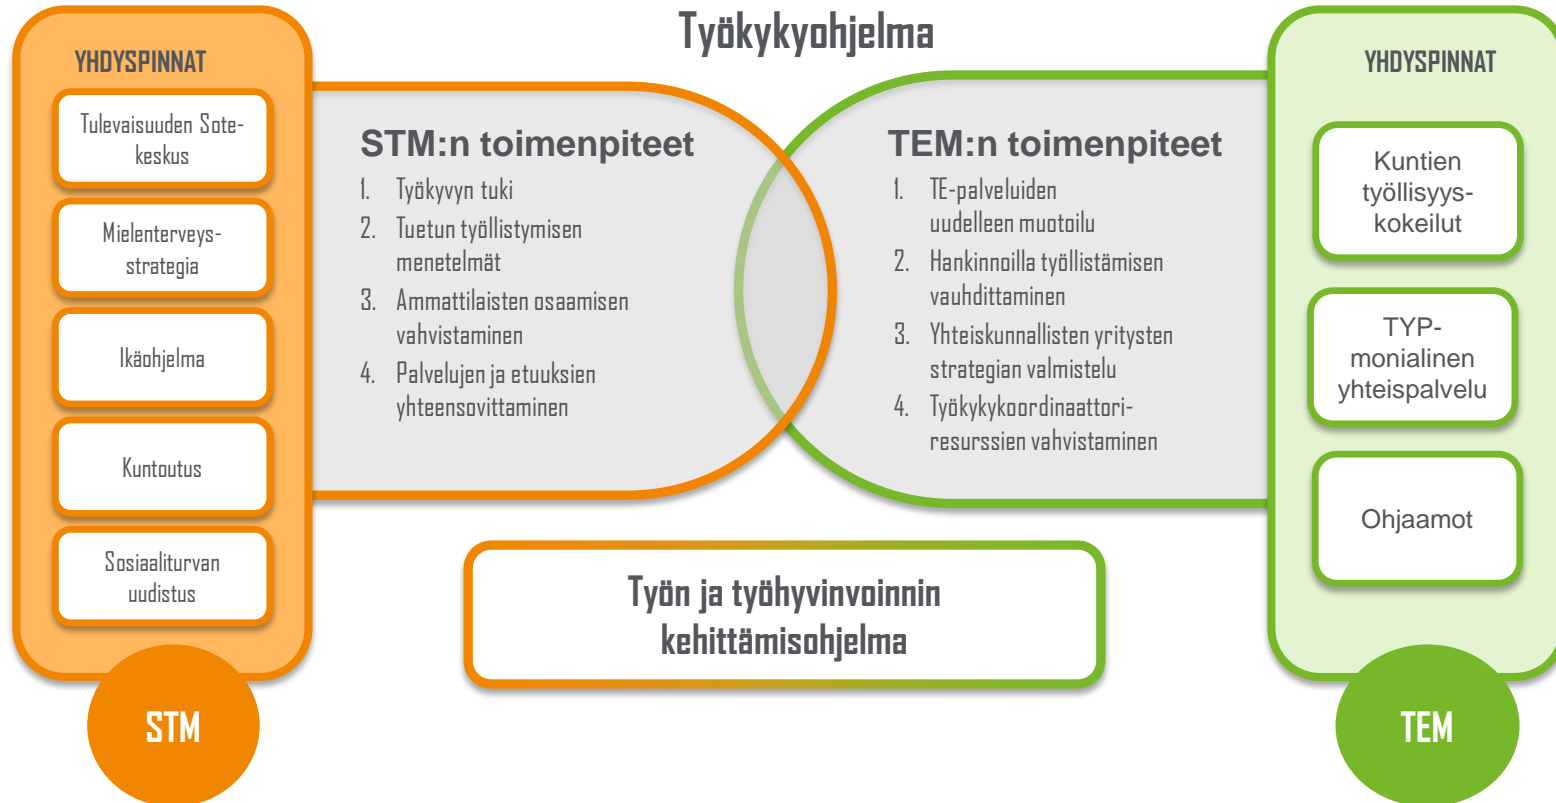 Työkykyohjelma
YHDYSPINNAT
Tulevaisuuden Sote-
keskus
Mielenterveys-
strategia
Ikäohjelma
Kuntoutus
Sosiaaliturvan
uudistus
STM
STM:n toimenpiteet
1. Työkyvyn tuki
2. Tuetun työllistymisen
menetelmät
3. Ammattilaisten osaamisen
vahvistaminen
4. Palvelujen ja etuuksien
yhteensovittaminen
TEM:n toimenpiteet
1. TE-palveluiden
uudelleen muotoilu
2. Hankinnoilla työllistämisen
vauhdittaminen
3. Yhteiskunnallisten yritysten
strategian valmistelu
4. Työkykykoordinaattori-
resurssien vahvistaminen
Työn ja työhyvinvoinnin
kehittämisohjelma
YHDYSPINNAT
Kuntien
työllisyys-
kokeilut
TYP-
monialinen
yhteispalvelu
Ohjaamot
TEM